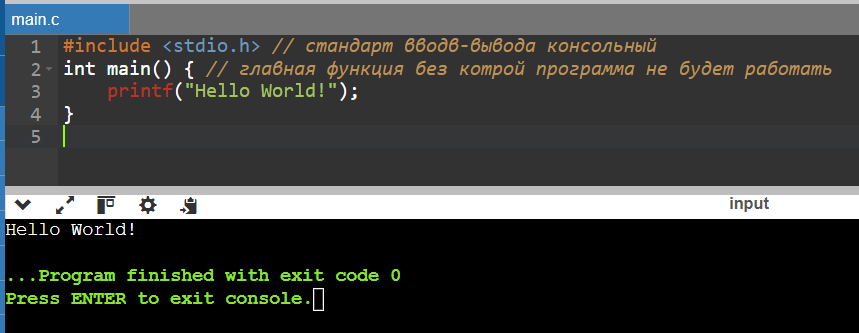 main.c
1 #include <stdio.h> // стандарт вводв-вывода консольный
2 int main() { // главная функция без котрой программа не будет работать
3 printf("Hello World!");
4 }
5
input
Hello World!
...Program finished with exit code 0
Press ENTER to exit console.